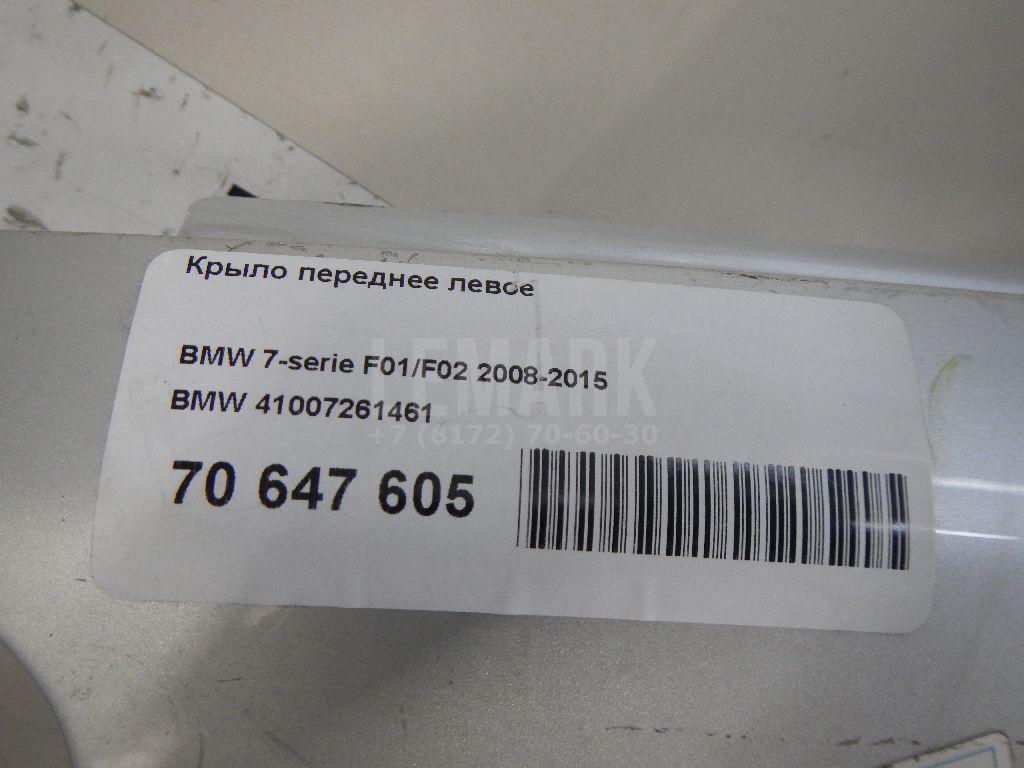 Крыло переднее левое
BMW 7-serie F01/F02 2008-2015
BMW 41007261461
70 647 605
LEMARK
+7 (8172) 70-60-30